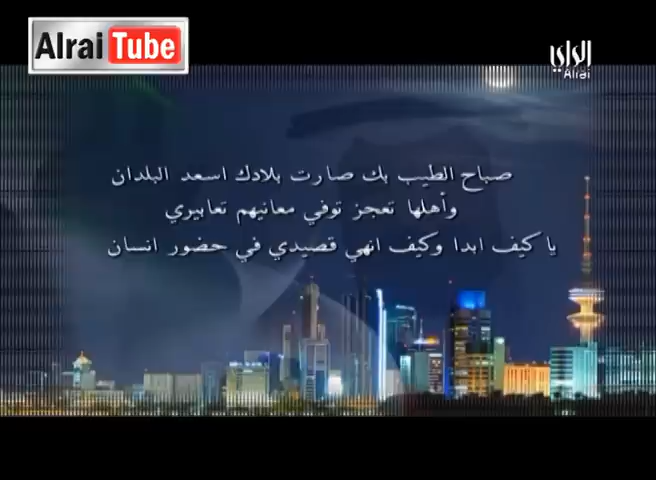 Alrai Tube
الراي
Alrai
صباح الطيب بك صارت بلادك اسعد البلدان
وأهلها تعجز توفي معانيهم تعابيري
يا كيف ابدا وكيف انهي قصيدي في حضور انسان